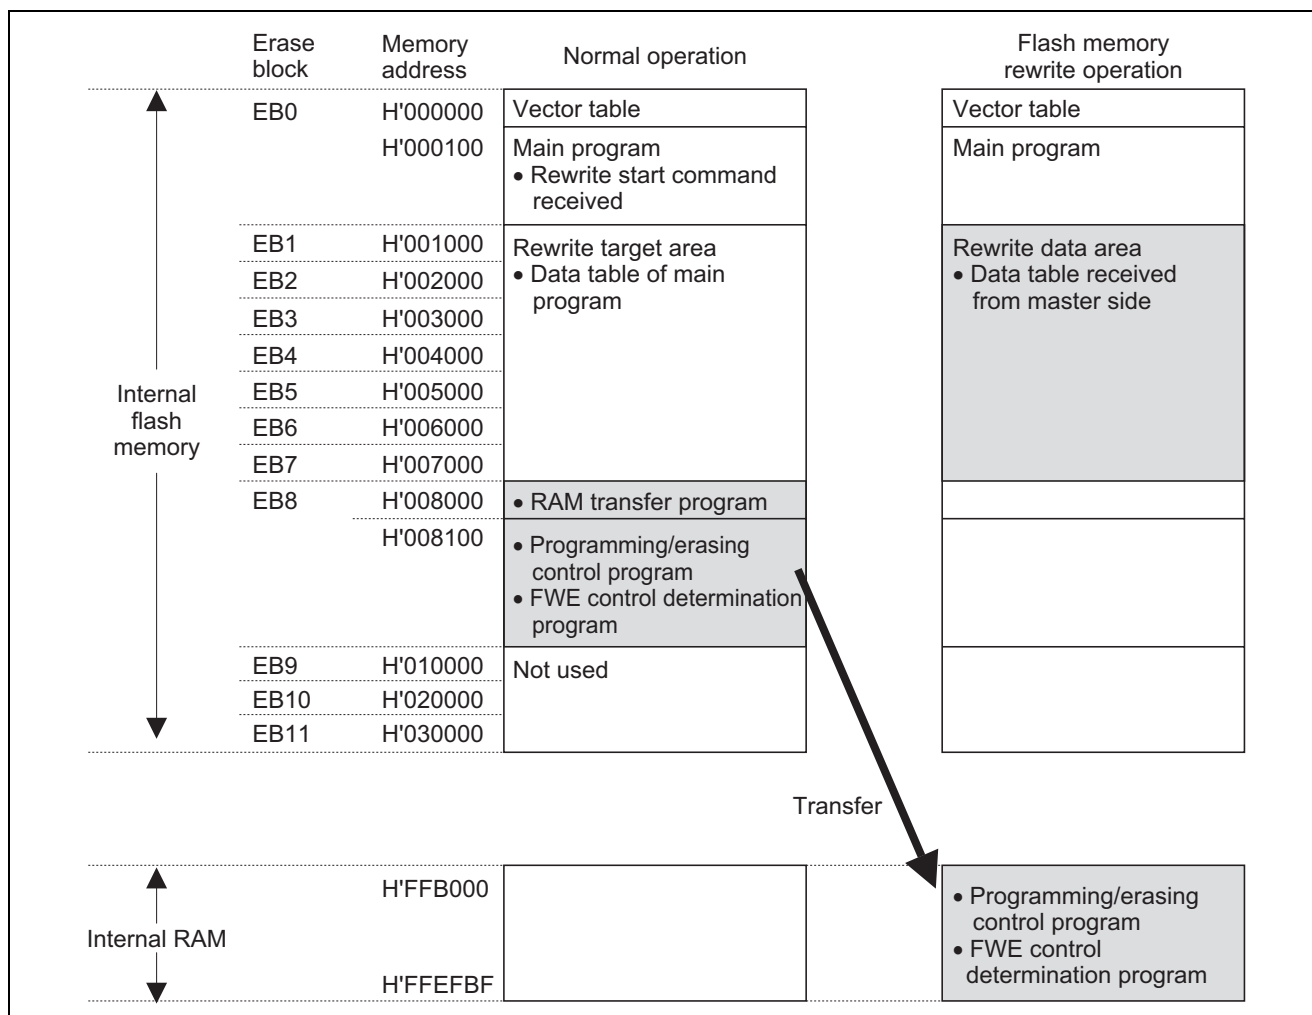 Erase block
Memory address
Normal operation
Flash memory rewrite operation
EB0
H'000000
Vector table
Vector table
H'000100
Main program
• Rewrite start command
received
Main program
EB1
H'001000
Rewrite target area
• Data table of main
program
Rewrite data area
• Data table received
from master side
EB2
H'002000
EB3
H'003000
EB4
H'004000
EB5
H'005000
EB6
H'006000
EB7
H'007000
Internal
flash
memory
EB8
H'008000
• RAM transfer program
H'008100
• Programming/erasing
control program
• FWE control determination
program
EB9
H'010000
Not used
EB10
H'020000
EB11
H'030000
Transfer
Internal RAM
H'FFB000
H'FFEFBF
• Programming/erasing
control program
• FWE control
determination program